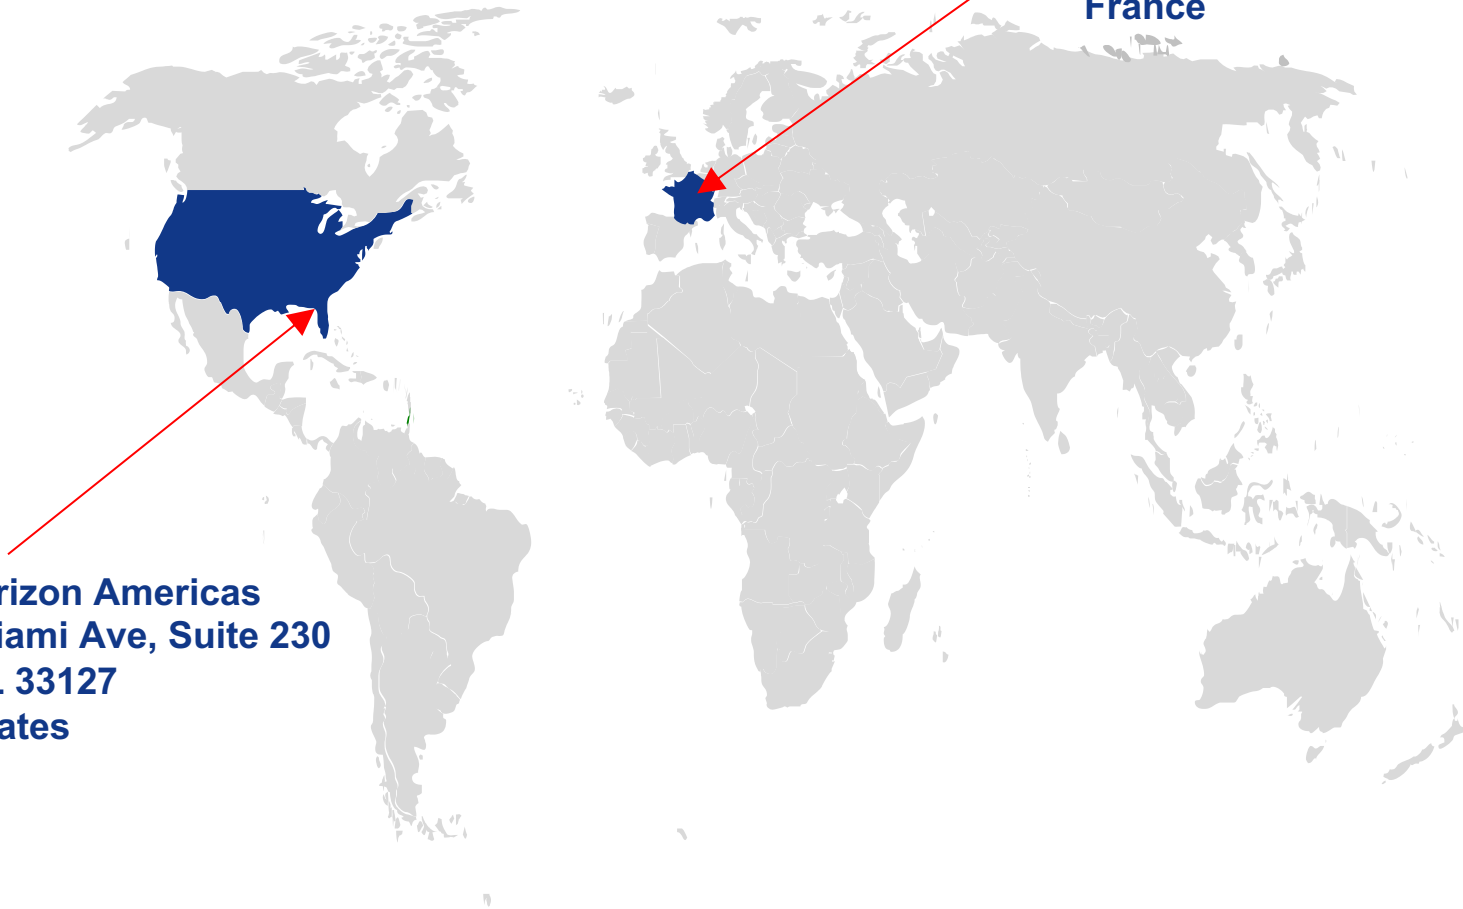 France
rizon Americas
iami Ave, Suite 230
. 33127
ates